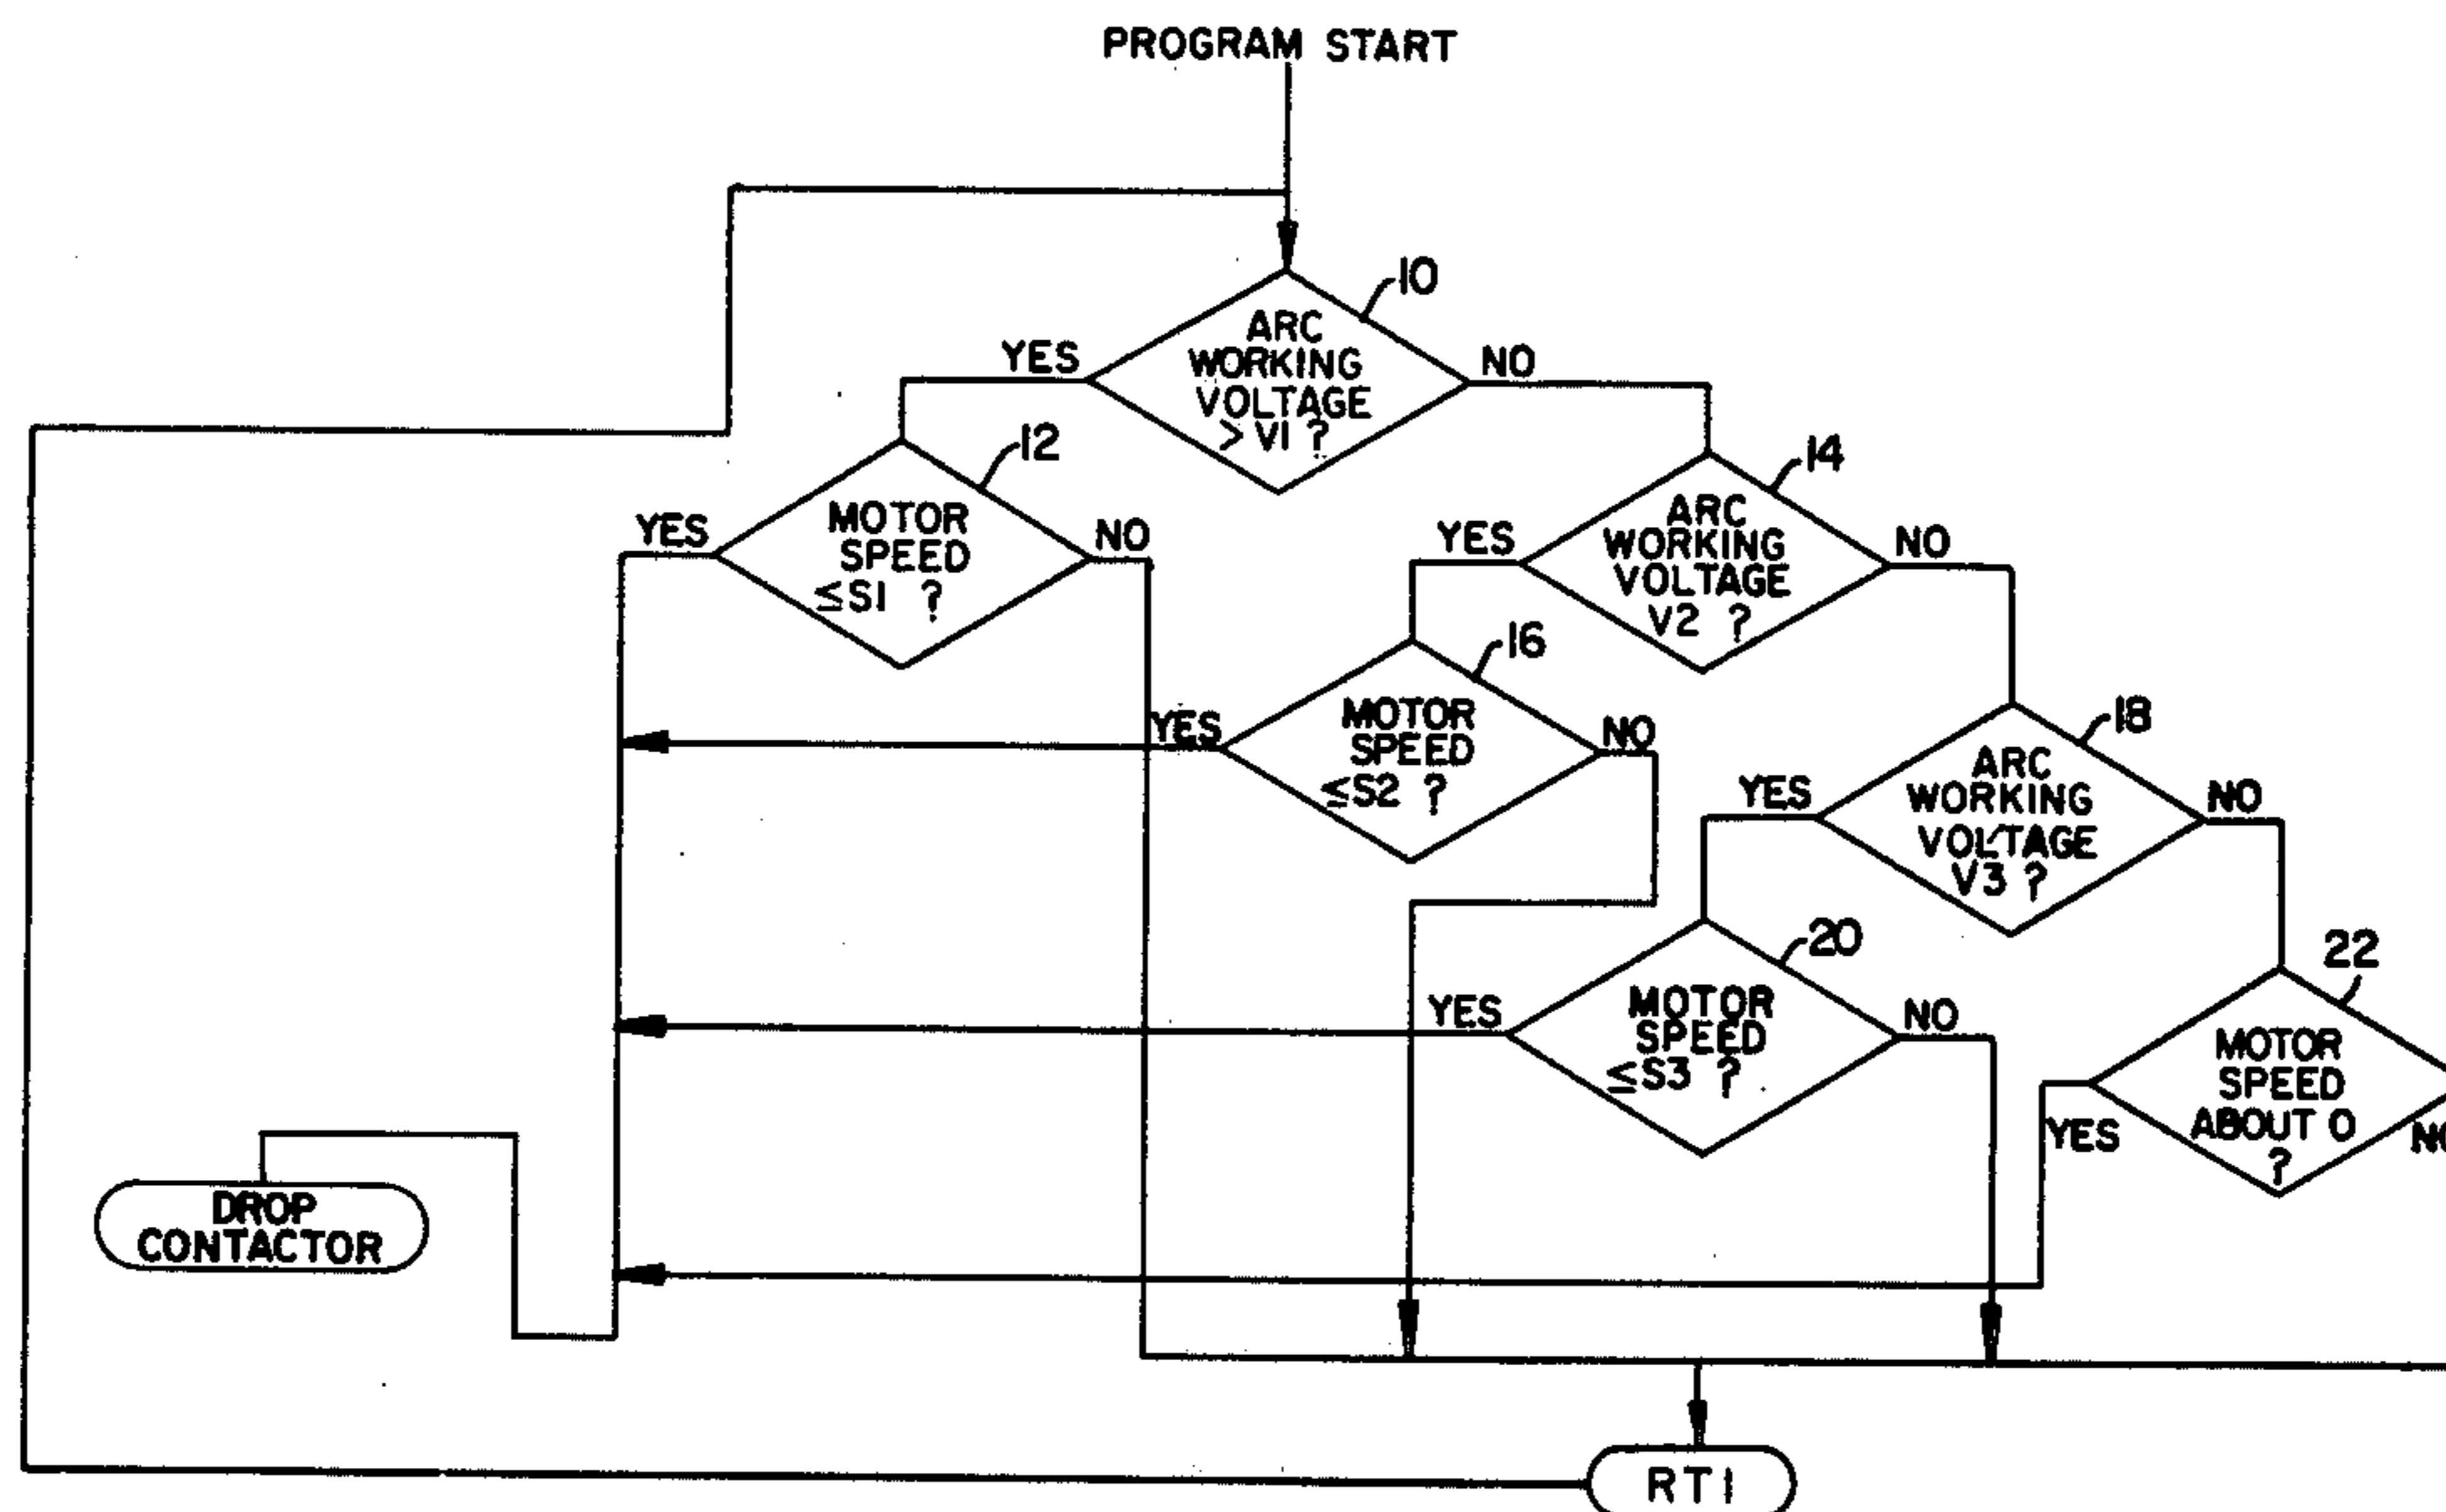 PROGRAM START
10
ARC
WORKING
VOLTAGE
> V1 ?
YES
NO
12
MOTOR
SPEED
≤S1 ?
YES
NO
14
ARC
WORKING
VOLTAGE
V2 ?
YES
NO
16
MOTOR
SPEED
≤S2 ?
YES
NO
18
ARC
WORKING
VOLTAGE
V3 ?
YES
NO
20
MOTOR
SPEED
≤S3 ?
YES
NO
22
MOTOR
SPEED
ABOUT 0
?
YES
DROP
CONTACTOR
RTI